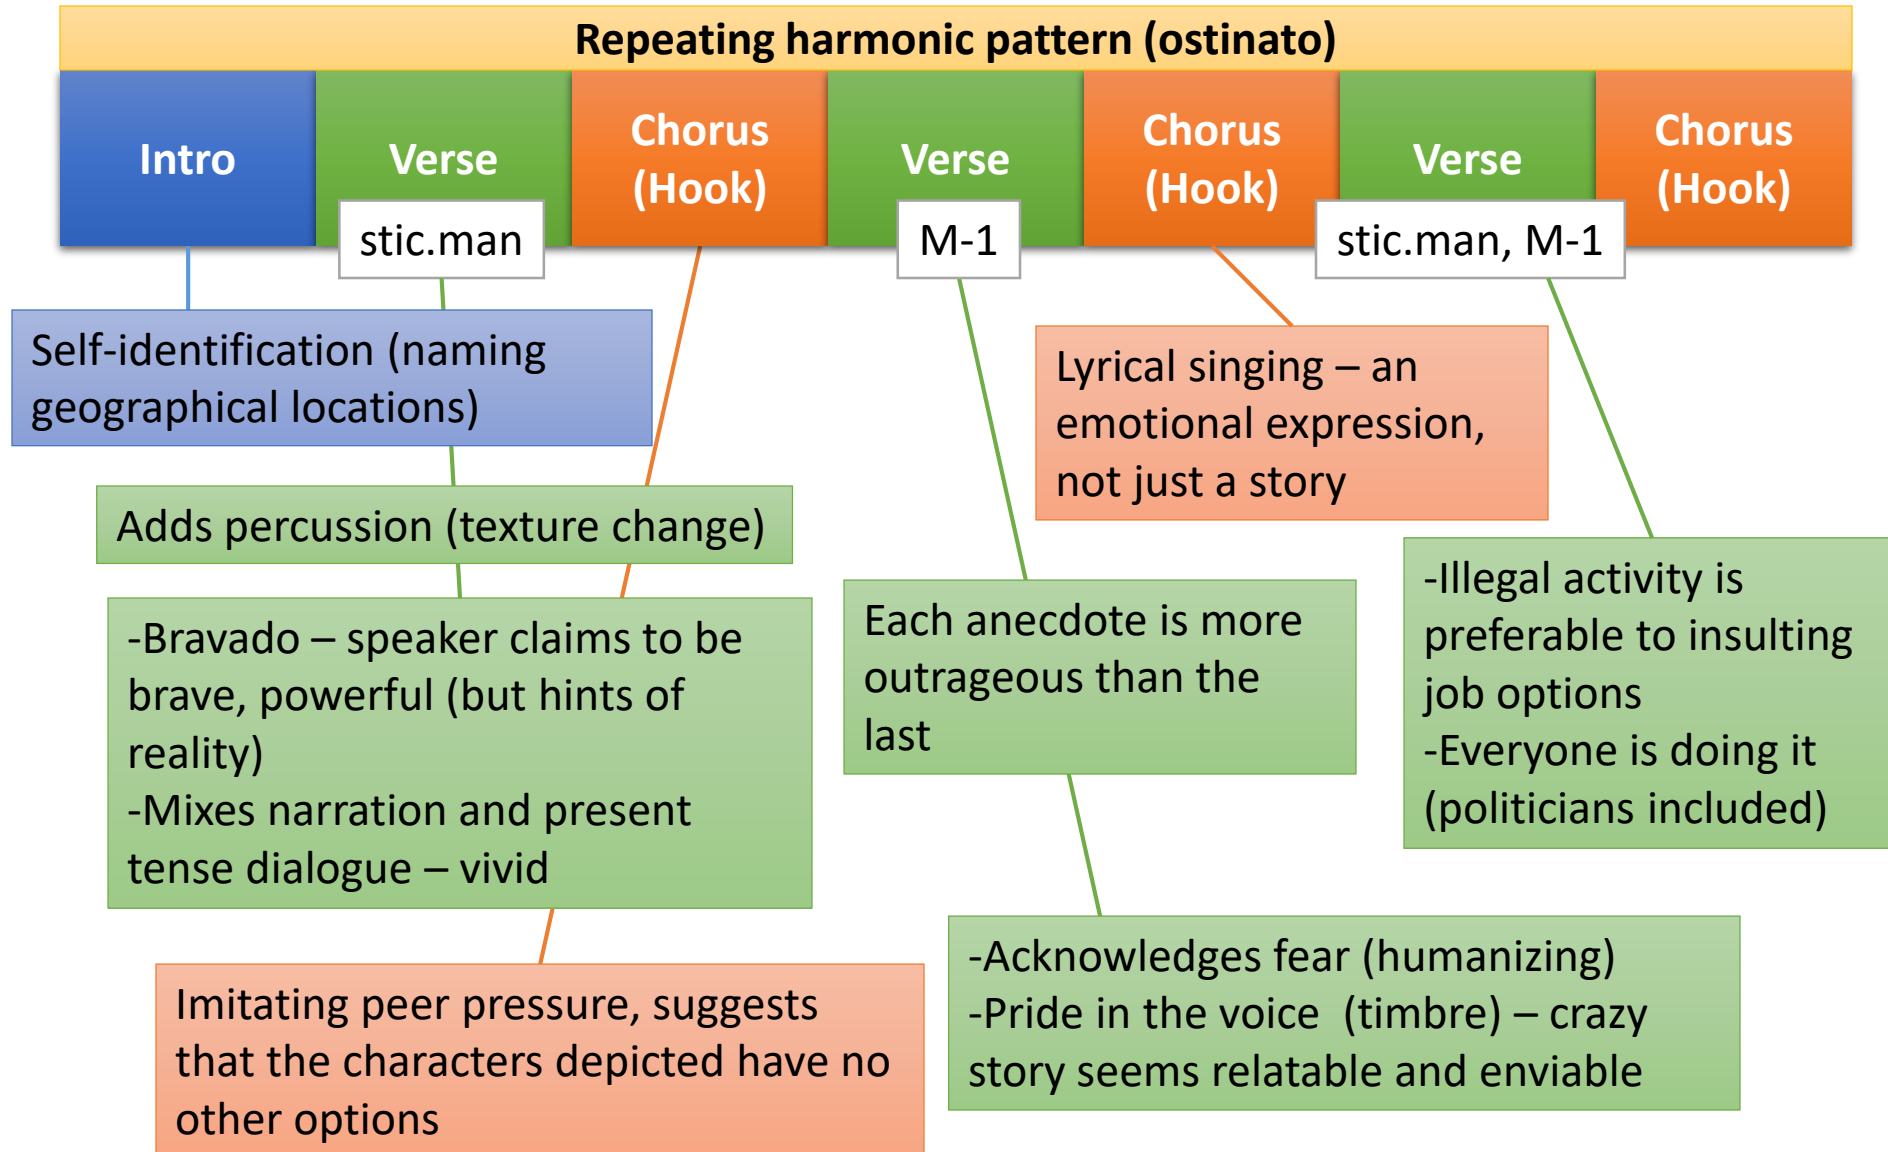 Repeating harmonic pattern (ostinato)
Intro
Verse
Chorus
(Hook)
Verse
Chorus
(Hook)
Verse
Chorus
(Hook)
stic.man
M-1
stic.man, M-1
Self-identification (naming
geographical locations)
Adds percussion (texture change)
-Bravado – speaker claims to be
brave, powerful (but hints of
reality)
-Mixes narration and present
tense dialogue – vivid
Imitating peer pressure, suggests
that the characters depicted have no
other options
Each anecdote is more
outrageous than the
last
-Acknowledges fear (humanizing)
-Pride in the voice  (timbre) – crazy
story seems relatable and enviable
Lyrical singing – an
emotional expression,
not just a story
-Illegal activity is
preferable to insulting
job options
-Everyone is doing it
(politicians included)